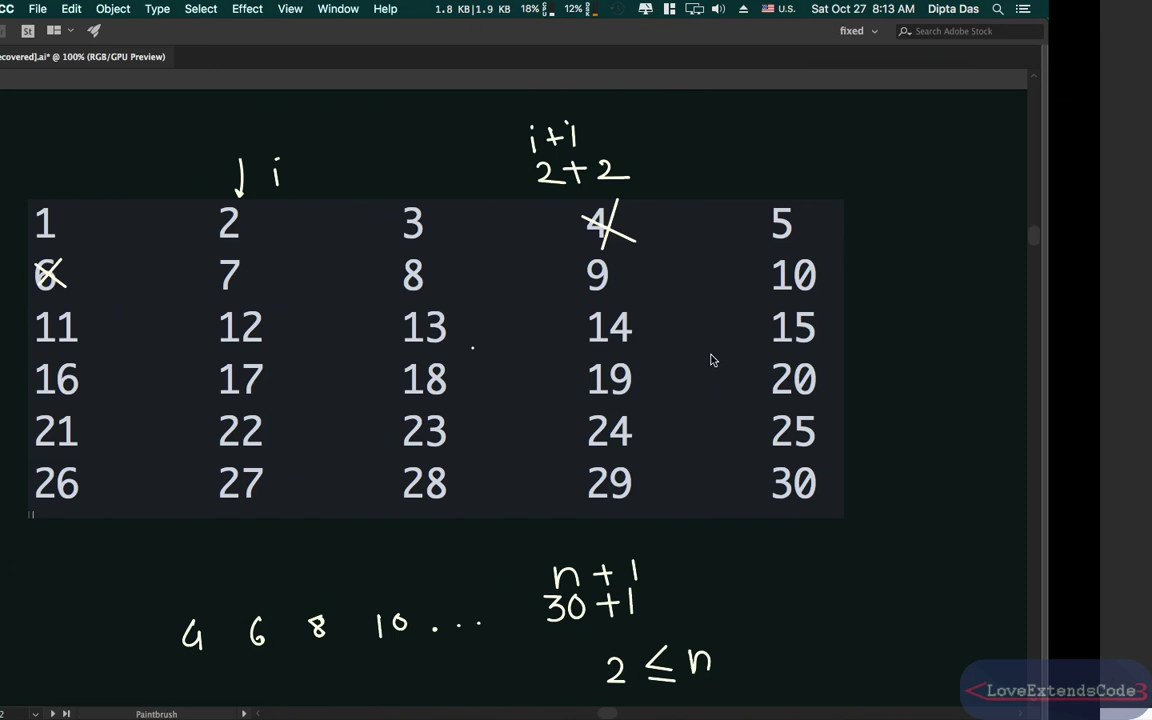 CC File Edit Object Type Select Effect View Window Help 1.8 KB|1.9 KB 18% 12% U.S. Sat Oct 27 8:13 AM Dipta Das
St fixed Search Adobe Stock
ecovered].ai* @ 100% (RGB/GPU Preview)
i+i
i 2+2
1 2 3 4 5
6 7 8 9 10
11 12 13 14 15
16 17 18 19 20
21 22 23 24 25
26 27 28 29 30
n+1
30+1
4 6 8 10 ...
2 ≤ n
<LoveExtendsCode3
2 Paintbrush